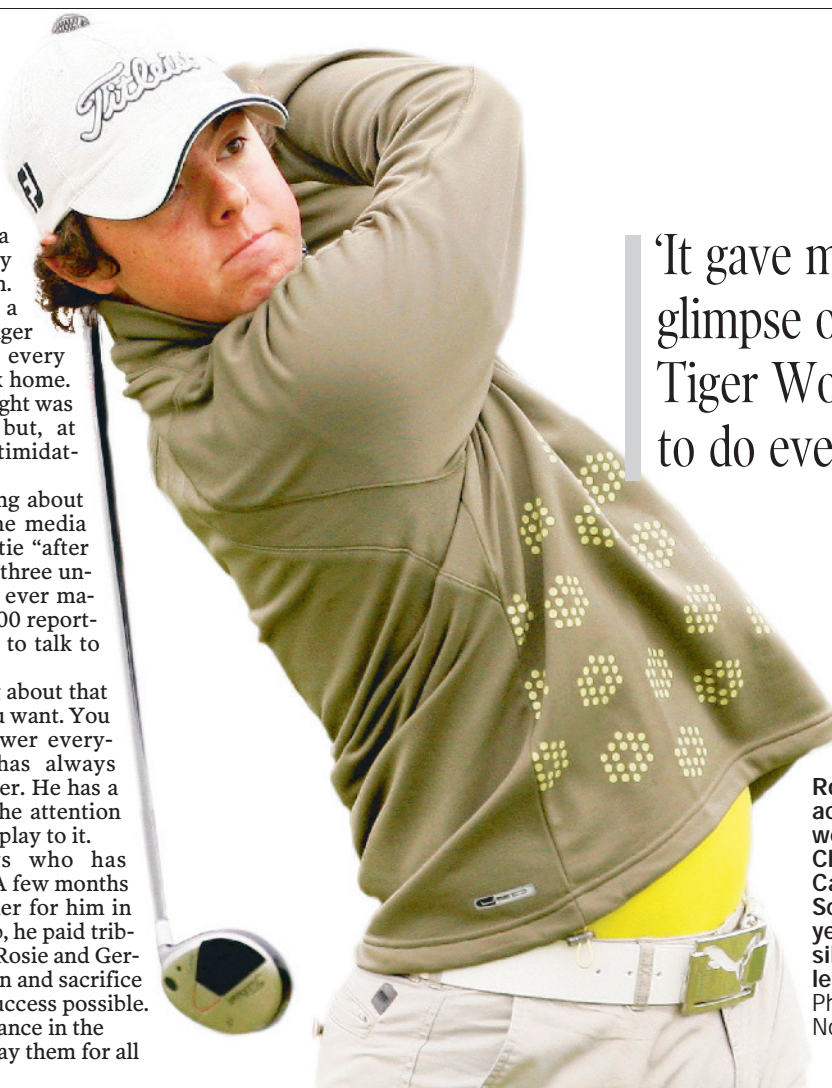 Titleist
a
y
n.
a
ger
every
k home.
ght was
but, at
timidat-
ng about
he media
tie “after
three un-
ever ma-
00 report-
to talk to
g about that
u want. You
wer every-
has always
er. He has a
he attention
play to it.
s who has
A few months
er for him in
o, he paid trib-
Rosie and Ger-
n and sacrifice
uccess possible.
ance in the
ay them for all
‘It gave m
glimpse o
Tiger Wo
to do eve
Ro
ac
we
Cl
Ca
So
ye
si
le
Ph
No